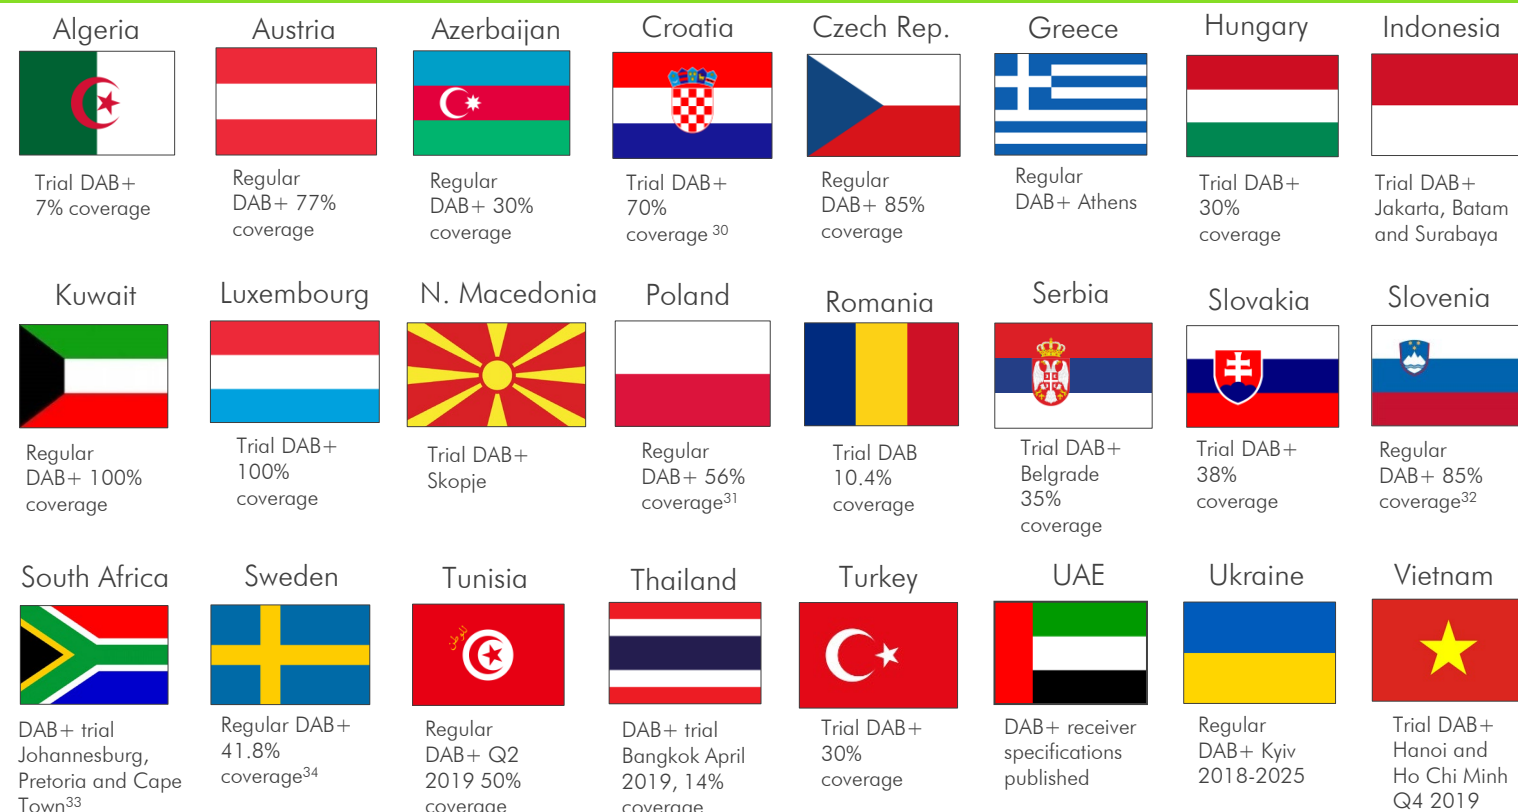 Algeria
Trial DAB+
7% coverage
Austria
Regular
DAB+ 77%
coverage
Azerbaijan
Regular
DAB+ 30%
coverage
Croatia
Trial DAB+
70%
coverage 30
Czech Rep.
Regular
DAB+ 85%
coverage
Greece
Regular
DAB+ Athens
Hungary
Trial DAB+
30%
coverage
Indonesia
Trial DAB+
Jakarta, Batam
and Surabaya
Kuwait
Regular
DAB+ 100%
coverage
Luxembourg
Trial DAB+
100%
coverage
N. Macedonia
Trial DAB+
Skopje
Poland
Regular
DAB+ 56%
coverage31
Romania
Trial DAB
10.4%
coverage
Serbia
Trial DAB+
Belgrade
35%
coverage
Slovakia
Trial DAB+
38%
coverage
Slovenia
Regular
DAB+ 85%
coverage32
South Africa
DAB+ trial
Johannesburg,
Pretoria and Cape
Town33
Sweden
Regular DAB+
41.8%
coverage34
Tunisia
Regular
DAB+ Q2
2019 50%
coverage
Thailand
DAB+ trial
Bangkok April
2019, 14%
coverage
Turkey
Trial DAB+
30%
coverage
UAE
DAB+ receiver
specifications
published
Ukraine
Regular
DAB+ Kyiv
2018-2025
Vietnam
Trial DAB+
Hanoi and
Ho Chi Minh
Q4 2019